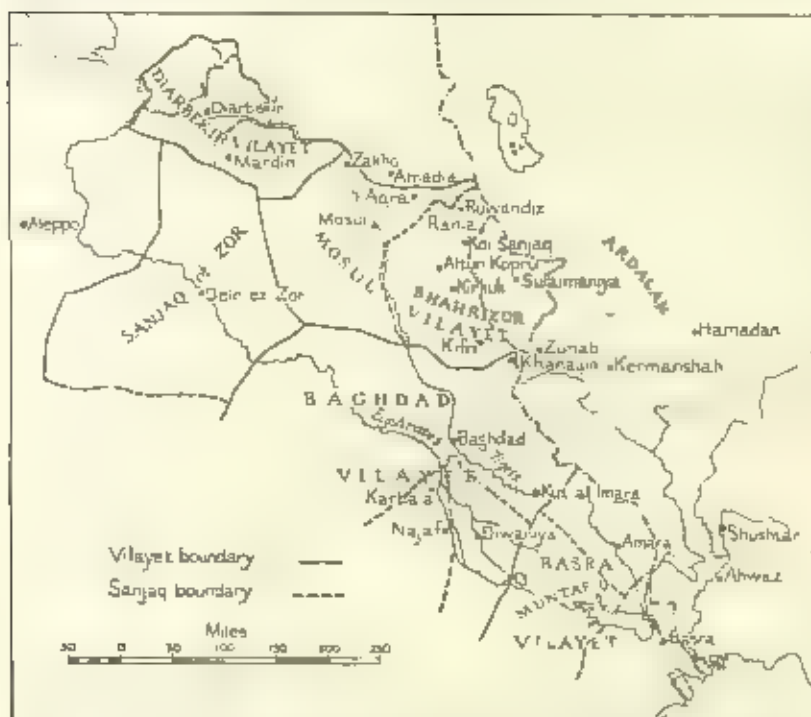 DIARBEKIR VILAYET
Diarbekir
Mardin
Zakho
Amadia
'Aqra
Ruwandiz
Rania
Mosul
Aleppo
Koi Sanjaq
Altun Kopru
Kirkuk
Sulaimaniya
ARDALAN
MOSUL
SHAHRIZOR
VILAYET
SANJAQ of ZOR
Deir ez Zor
Kifri
Zuhab
Khanaqin
Kermanshah
Hamadan
BAGHDAD
Euphrates
Baghdad
Tigris
VILAYET
Karbala
Kut al Imara
Najaf
Diwaniya
Amara
Shushtar
BASRA
Ahwaz
MUNTAF
VILAYET
Basra
Vilayet boundary
Sanjaq boundary
Miles
50 0 50 100 150 200 250